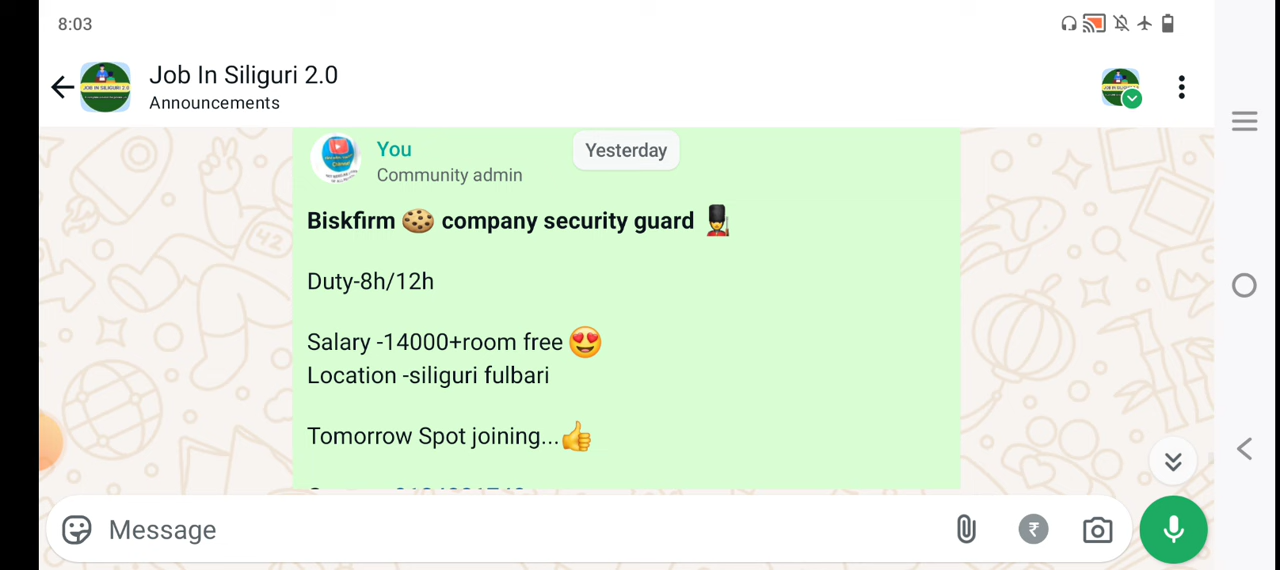 8:03
Job In Siliguri 2.0
Announcements
Yesterday
You
Community admin
Biskfirm 🍪 company security guard 💂
Duty-8h/12h
Salary -14000+room free 😍
Location -siliguri fulbari
Tomorrow Spot joining...👍
Message